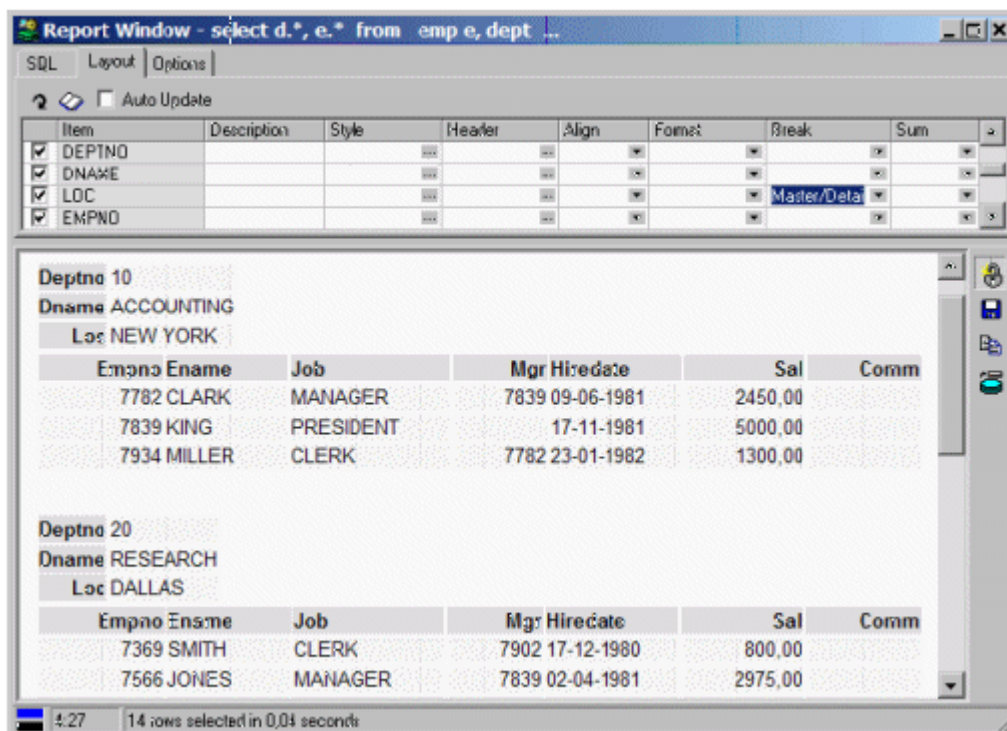 Report Window - select d.*, e.* from emp e, dept ...
SQL Layout Options
Auto Update
Item Description Style Header Align Format Break Sum
DEPTNO
DNAME
LOC Master/Detai
EMPNO
Deptno 10
Dname ACCOUNTING
Loc NEW YORK
Empno Ename Job Mgr Hiredate Sal Comm
7782 CLARK MANAGER 7839 09-06-1981 2450,00
7839 KING PRESIDENT 17-11-1981 5000,00
7934 MILLER CLERK 7782 23-01-1982 1300,00
Deptno 20
Dname RESEARCH
Loc DALLAS
Empno Ename Job Mgr Hiredate Sal Comm
7369 SMITH CLERK 7902 17-12-1980 800,00
7566 JONES MANAGER 7839 02-04-1981 2975,00
4:27 14 rows selected in 0,04 seconds